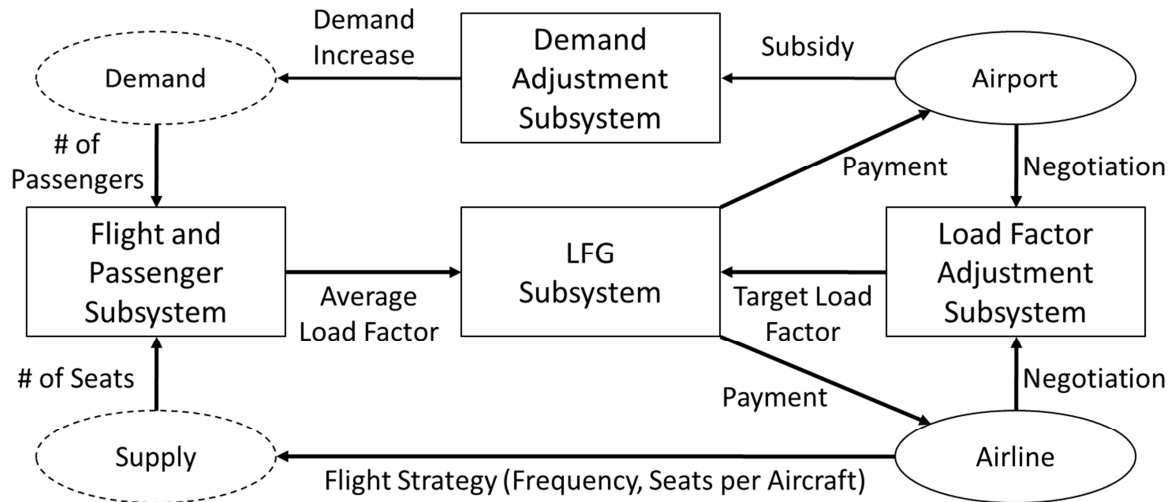 Demand
Increase
Demand
Demand
Adjustment
Subsystem
Subsidy
Airport
# of
Passengers
Payment
Negotiation
Flight and
Passenger
Subsystem
Average
Load Factor
LFG
Subsystem
Target Load
Factor
Load Factor
Adjustment
Subsystem
# of Seats
Payment
Negotiation
Supply
Flight Strategy (Frequency, Seats per Aircraft)
Airline